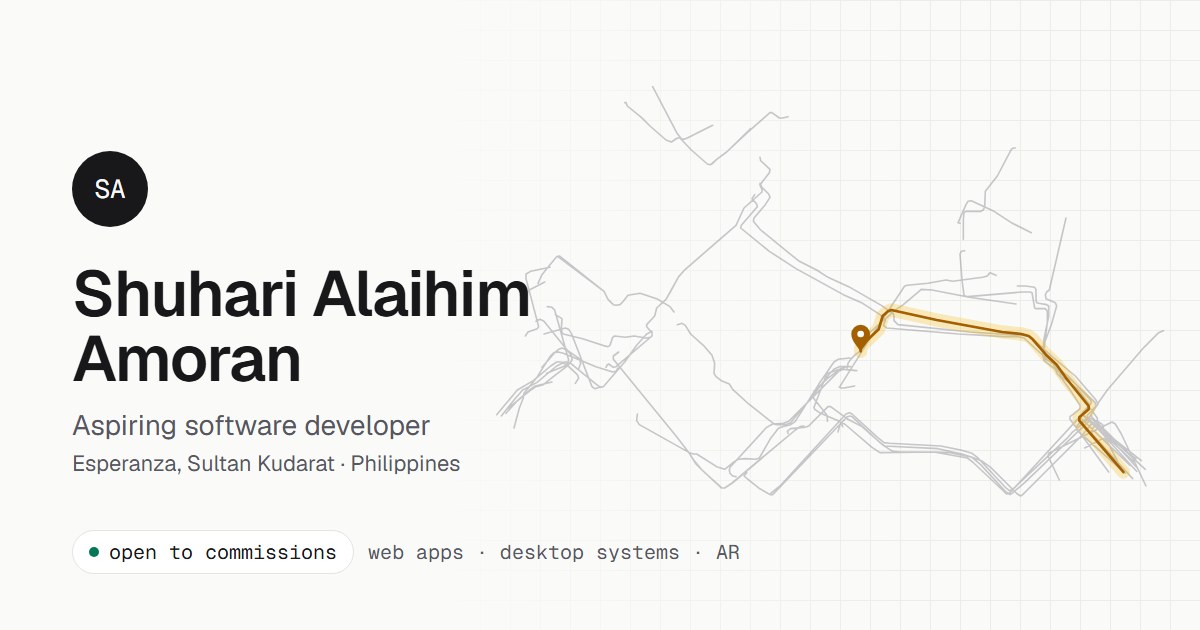 SA
Shuhari Alaihim
Amoran
Aspiring software developer
Esperanza, Sultan Kudarat · Philippines
open to commissions web apps · desktop systems · AR